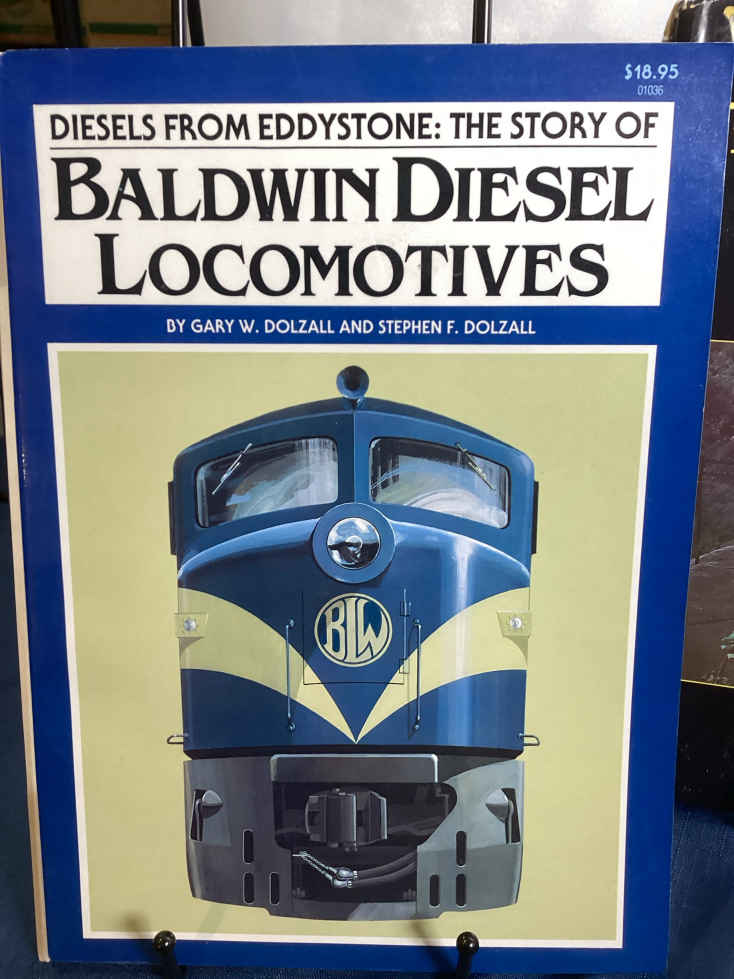 $18.95
01036
DIESELS FROM EDDYSTONE: THE STORY OF
BALDWIN DIESEL
LOCOMOTIVES
BY GARY W. DOLZALL AND STEPHEN F. DOLZALL
BLW